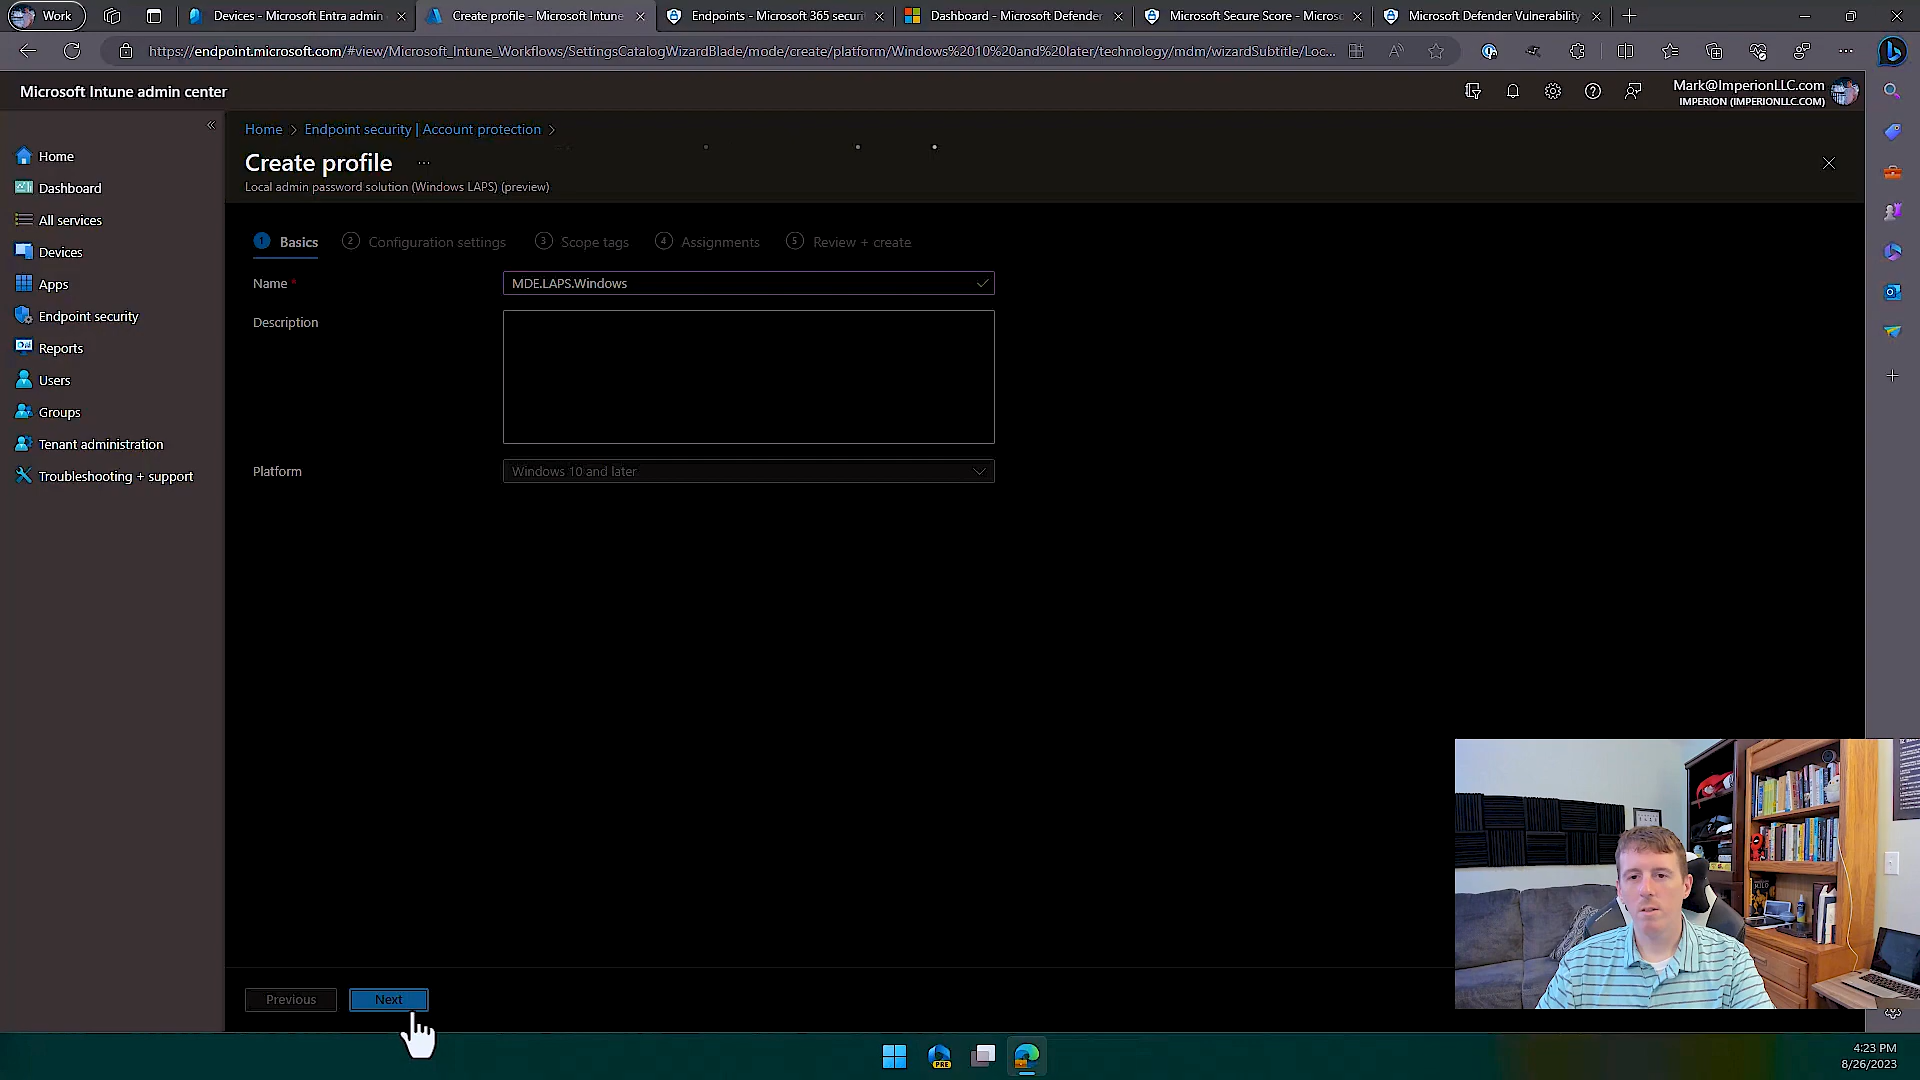 Work
Devices - Microsoft Entra admin
Create profile - Microsoft Intune
Endpoints - Microsoft 365 securi
Dashboard - Microsoft Defender
Microsoft Secure Score - Micros
Microsoft Defender Vulnerability
https://endpoint.microsoft.com/#view/Microsoft_Intune_Workflows/SettingsCatalogWizardBlade/mode/create/platform/Windows%2010%20and%20later/technology/mdm/wizardSubtitle/Loc...
Microsoft Intune admin center
Mark@ImperionLLC.com
IMPERION (IMPERIONLLC.COM)
Home > Endpoint security | Account protection >
Create profile ...
Local admin password solution (Windows LAPS) (preview)
Home
Dashboard
All services
Devices
Apps
Endpoint security
Reports
Users
Groups
Tenant administration
Troubleshooting + support
1 Basics
2 Configuration settings
3 Scope tags
4 Assignments
5 Review + create
Name *
MDE.LAPS.Windows
Description
Platform
Windows 10 and later
Previous
Next
PRE
4:23 PM
8/26/2023